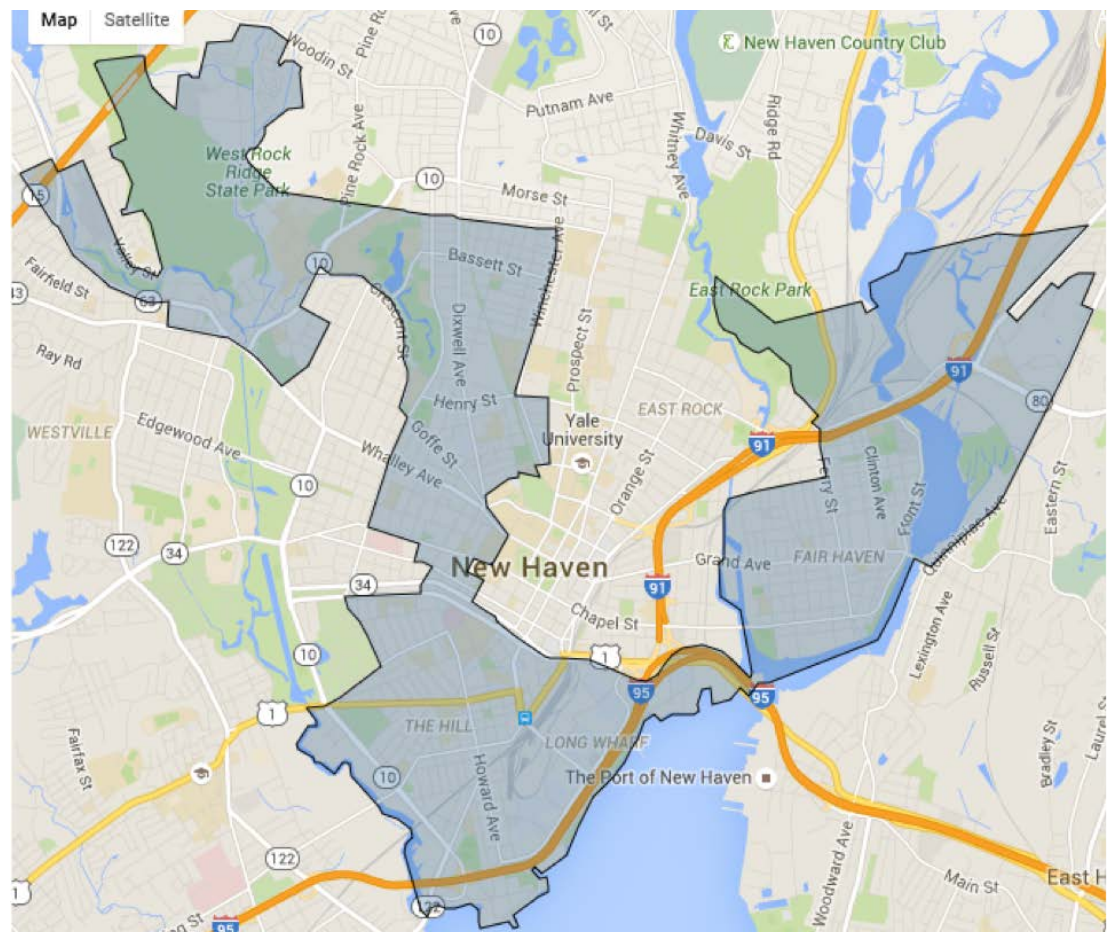 Map Satellite
Woodin St
Pine Ro
10
New Haven Country Club
Putnam Ave
Ridge Rd
Whitney Ave
Davis St
West Rock
Ridge
State Park
Pine Rock Ave
10
Morse St
15
Valley St
Fairfield St
63
43
10
Bassett St
Crescent St
Dixwell Ave
Winchester Ave
Prospect St
East Rock Park
Ray Rd
91
80
Henry St
Goffe St
Yale
University
EAST ROCK
WESTVILLE
Edgewood Ave
Whalley Ave
Orange St
91
Ferry St
Clinton Ave
Front St
Eastern St
10
122
34
New Haven
Grand Ave
FAIR HAVEN
Quinnipiac Ave
34
91
Chapel St
Lexington Ave
Russell St
10
1
1
95
95
THE HILL
LONG WHARF
Fairfax St
10
Howard Ave
The Port of New Haven
Bradley St
Laurel St
122
Woodward Ave
Main St
East H
1
122
95